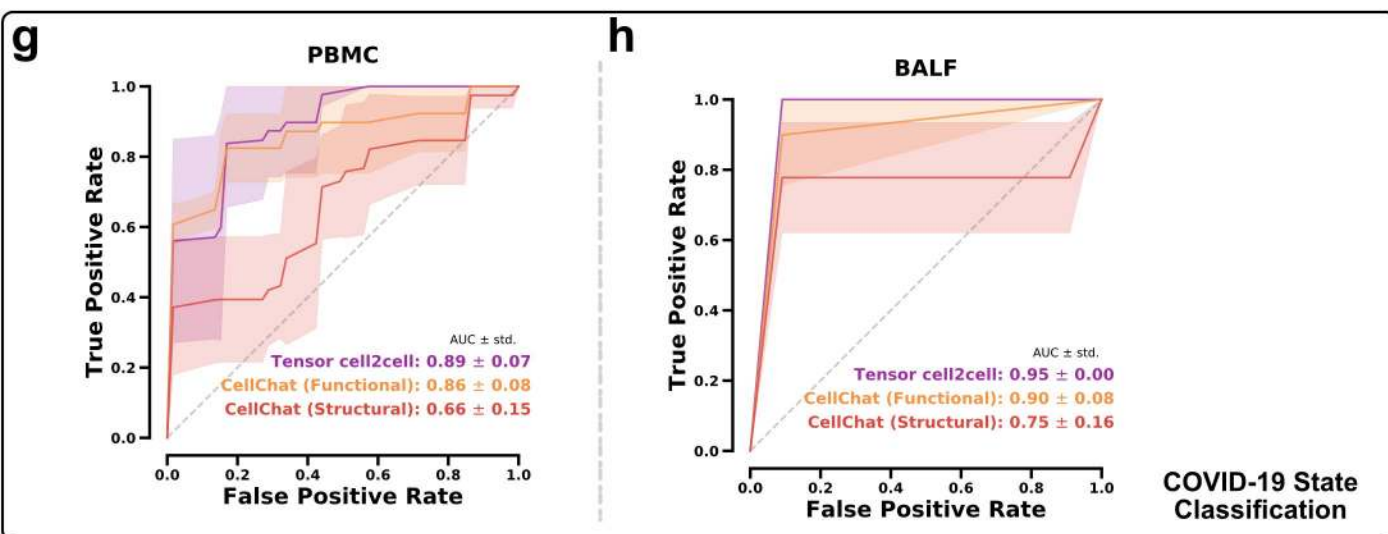 g
PBMC
True Positive Rate
1.0
0.8
0.6
0.4
0.2
0.0
AUC ± std.
Tensor cell2cell: 0.89 ± 0.07
CellChat (Functional): 0.86 ± 0.08
CellChat (Structural): 0.66 ± 0.15
0.0 0.2 0.4 0.6 0.8 1.0
False Positive Rate
h
BALF
True Positive Rate
1.0
0.8
0.6
0.4
0.2
0.0
AUC ± std.
Tensor cell2cell: 0.95 ± 0.00
CellChat (Functional): 0.90 ± 0.08
CellChat (Structural): 0.75 ± 0.16
0.0 0.2 0.4 0.6 0.8 1.0
False Positive Rate
COVID-19 State
Classification